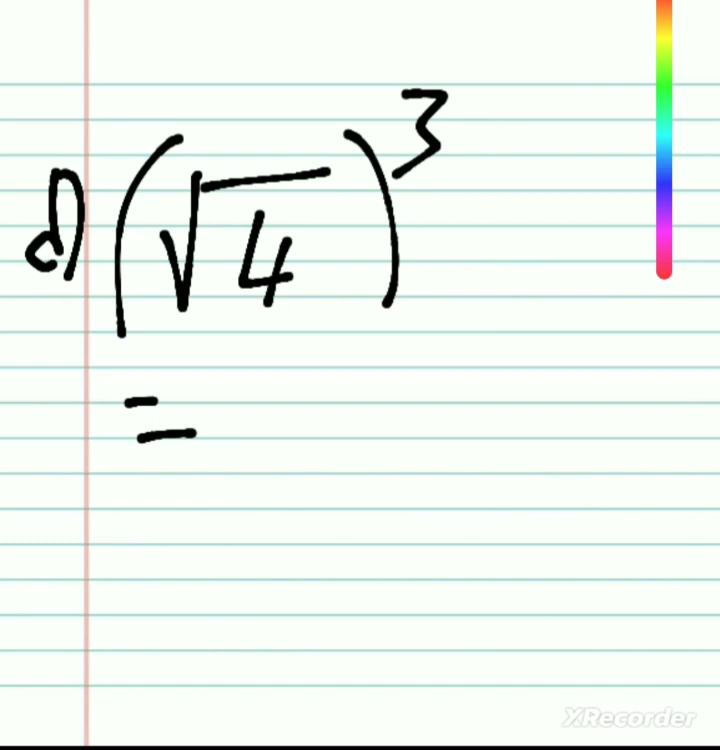 d) (√4)³
=
XRecorder